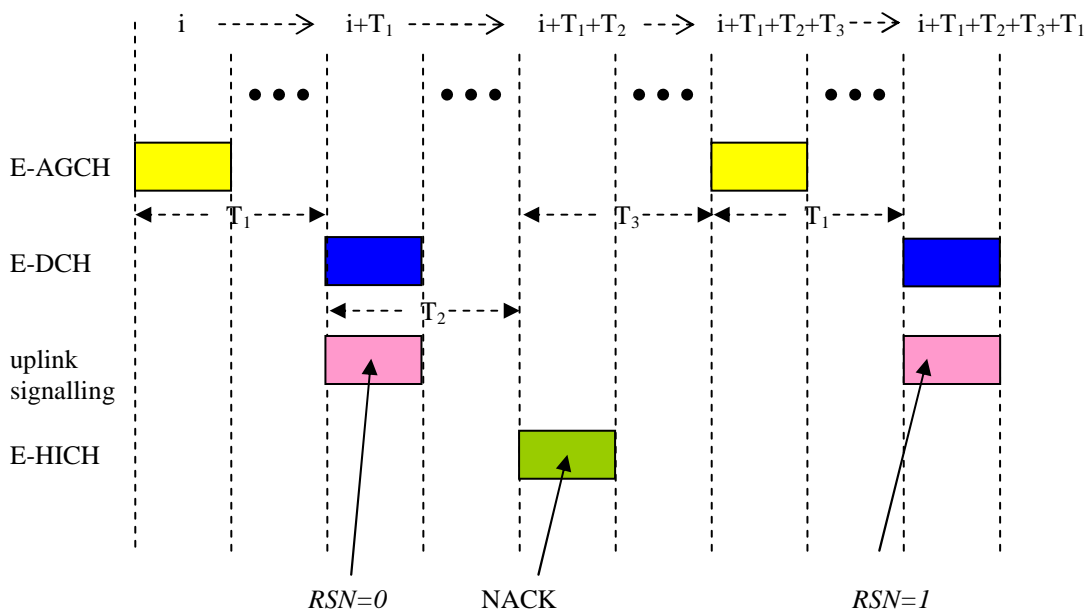 i i+T₁ i+T₁+T₂ i+T₁+T₂+T₃ i+T₁+T₂+T₃+T₁
E-AGCH
T₁ T₃ T₁
E-DCH
T₂
uplink
signalling
E-HICH
RSN=0 NACK RSN=1